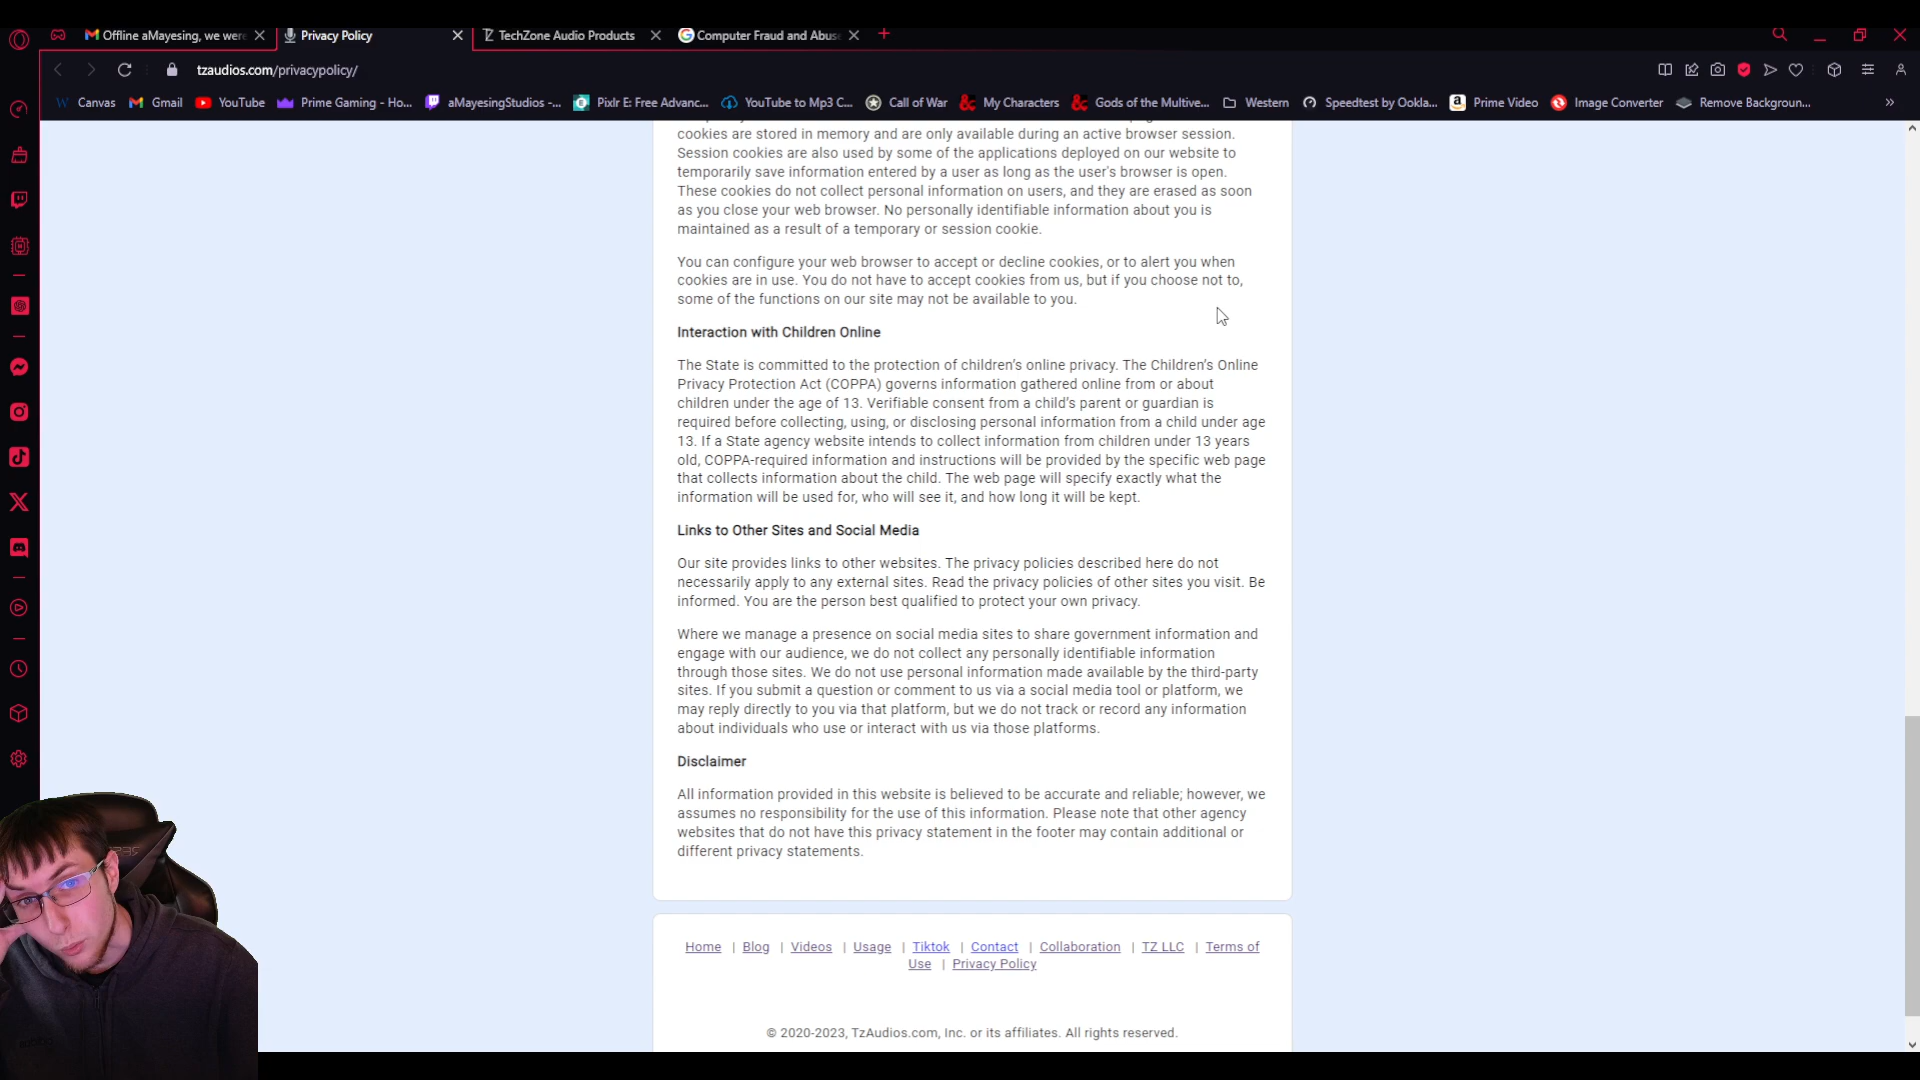 Offline aMayesing, we were
Privacy Policy
TechZone Audio Products
Computer Fraud and Abus
tzaudios.com/privacypolicy/
Canvas
Gmail
YouTube
Prime Gaming - Ho...
aMayesingStudios -...
Pixlr E: Free Advanc...
YouTube to Mp3 C...
Call of War
My Characters
Gods of the Multive...
Western
Speedtest by Ookla...
Prime Video
Image Converter
Remove Backgroun...
cookies are stored in memory and are only available during an active browser session.
Session cookies are also used by some of the applications deployed on our website to
temporarily save information entered by a user as long as the user's browser is open.
These cookies do not collect personal information on users, and they are erased as soon
as you close your web browser. No personally identifiable information about you is
maintained as a result of a temporary or session cookie.
You can configure your web browser to accept or decline cookies, or to alert you when
cookies are in use. You do not have to accept cookies from us, but if you choose not to,
some of the functions on our site may not be available to you.
Interaction with Children Online
The State is committed to the protection of children's online privacy. The Children's Online
Privacy Protection Act (COPPA) governs information gathered online from or about
children under the age of 13. Verifiable consent from a child's parent or guardian is
required before collecting, using, or disclosing personal information from a child under age
13. If a State agency website intends to collect information from children under 13 years
old, COPPA-required information and instructions will be provided by the specific web page
that collects information about the child. The web page will specify exactly what the
information will be used for, who will see it, and how long it will be kept.
Links to Other Sites and Social Media
Our site provides links to other websites. The privacy policies described here do not
necessarily apply to any external sites. Read the privacy policies of other sites you visit. Be
informed. You are the person best qualified to protect your own privacy.
Where we manage a presence on social media sites to share government information and
engage with our audience, we do not collect any personally identifiable information
through those sites. We do not use personal information made available by the third-party
sites. If you submit a question or comment to us via a social media tool or platform, we
may reply directly to you via that platform, but we do not track or record any information
about individuals who use or interact with us via those platforms.
Disclaimer
All information provided in this website is believed to be accurate and reliable; however, we
assumes no responsibility for the use of this information. Please note that other agency
websites that do not have this privacy statement in the footer may contain additional or
different privacy statements.
Home | Blog | Videos | Usage | Tiktok | Contact | Collaboration | TZ LLC | Terms of
Use | Privacy Policy
© 2020-2023, TzAudios.com, Inc. or its affiliates. All rights reserved.